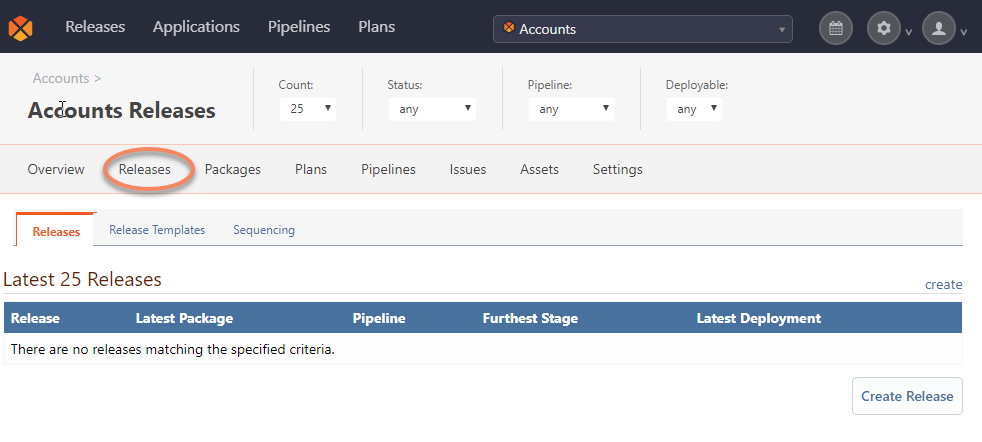 Releases Applications Pipelines Plans Accounts
Accounts >
Accounts Releases
Count: Status: Pipeline: Deployable:
25 any any any
Overview Releases Packages Plans Pipelines Issues Assets Settings
Releases Release Templates Sequencing
Latest 25 Releases
create
Release Latest Package Pipeline Furthest Stage Latest Deployment
There are no releases matching the specified criteria.
Create Release